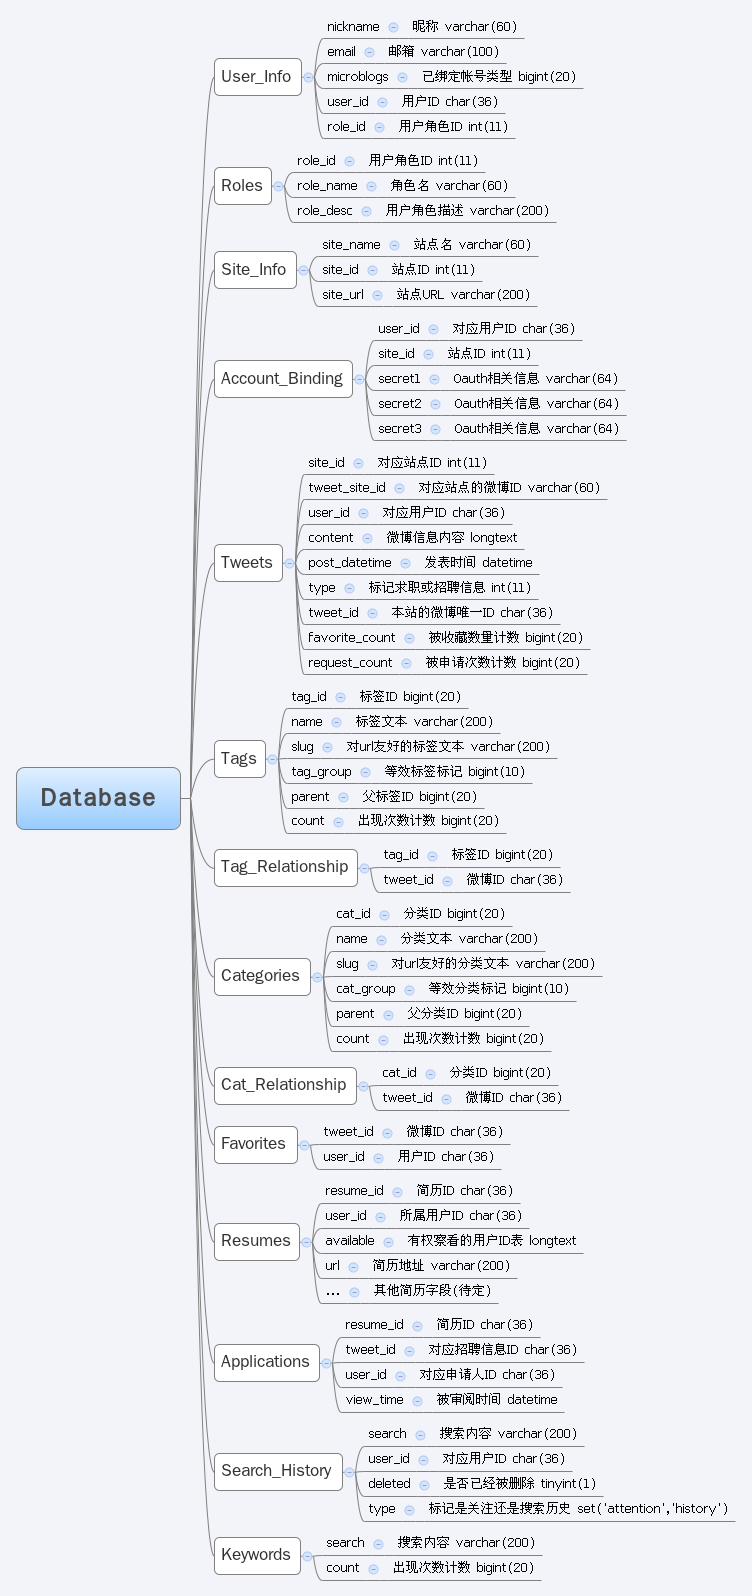 Database
User_Info
nickname 昵称 varchar(60)
email 邮箱 varchar(100)
microblogs 已绑定帐号类型 bigint(20)
user_id 用户ID char(36)
role_id 用户角色ID int(11)
Roles
role_id 用户角色ID int(11)
role_name 角色名 varchar(60)
role_desc 用户角色描述 varchar(200)
Site_Info
site_name 站点名 varchar(60)
site_id 站点ID int(11)
site_url 站点URL varchar(200)
Account_Binding
user_id 对应用户ID char(36)
site_id 站点ID int(11)
secret1 Oauth相关信息 varchar(64)
secret2 Oauth相关信息 varchar(64)
secret3 Oauth相关信息 varchar(64)
Tweets
site_id 对应站点ID int(11)
tweet_site_id 对应站点的微博ID varchar(60)
user_id 对应用户ID char(36)
content 微博信息内容 longtext
post_datetime 发表时间 datetime
type 标记求职或招聘信息 int(11)
tweet_id 本站的微博唯一ID char(36)
favorite_count 被收藏数量计数 bigint(20)
request_count 被申请次数计数 bigint(20)
Tags
tag_id 标签ID bigint(20)
name 标签文本 varchar(200)
slug 对url友好的标签文本 varchar(200)
tag_group 等效标签标记 bigint(10)
parent 父标签ID bigint(20)
count 出现次数计数 bigint(20)
Tag_Relationship
tag_id 标签ID bigint(20)
tweet_id 微博ID char(36)
Categories
cat_id 分类ID bigint(20)
name 分类文本 varchar(200)
slug 对url友好的分类文本 varchar(200)
cat_group 等效分类标记 bigint(10)
parent 父分类ID bigint(20)
count 出现次数计数 bigint(20)
Cat_Relationship
cat_id 分类ID bigint(20)
tweet_id 微博ID char(36)
Favorites
tweet_id 微博ID char(36)
user_id 用户ID char(36)
Resumes
resume_id 简历ID char(36)
user_id 所属用户ID char(36)
available 有权察看的用户ID表 longtext
url 简历地址 varchar(200)
... 其他简历字段(待定)
Applications
resume_id 简历ID char(36)
tweet_id 对应招聘信息ID char(36)
user_id 对应申请人ID char(36)
view_time 被审阅时间 datetime
Search_History
search 搜索内容 varchar(200)
user_id 对应用户ID char(36)
deleted 是否已经被删除 tinyint(1)
type 标记是关注还是搜索历史 set('attention','history')
Keywords
search 搜索内容 varchar(200)
count 出现次数计数 bigint(20)